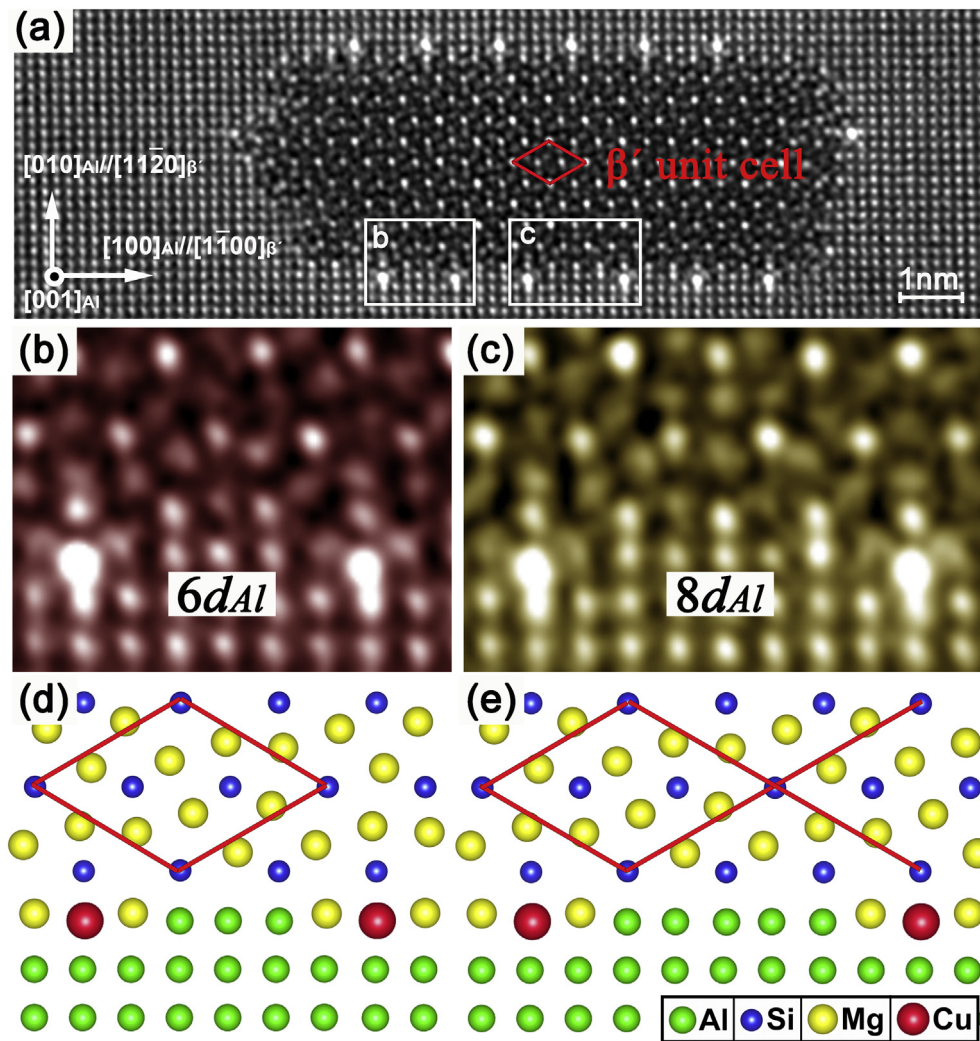 (a)
[010]Al//[112̅0]β´
β´ unit cell
b
c
[100]Al//[11̅00]β´
[001]Al
1nm
(b)
(c)
6dAl
8dAl
(d)
(e)
Al
Si
Mg
Cu